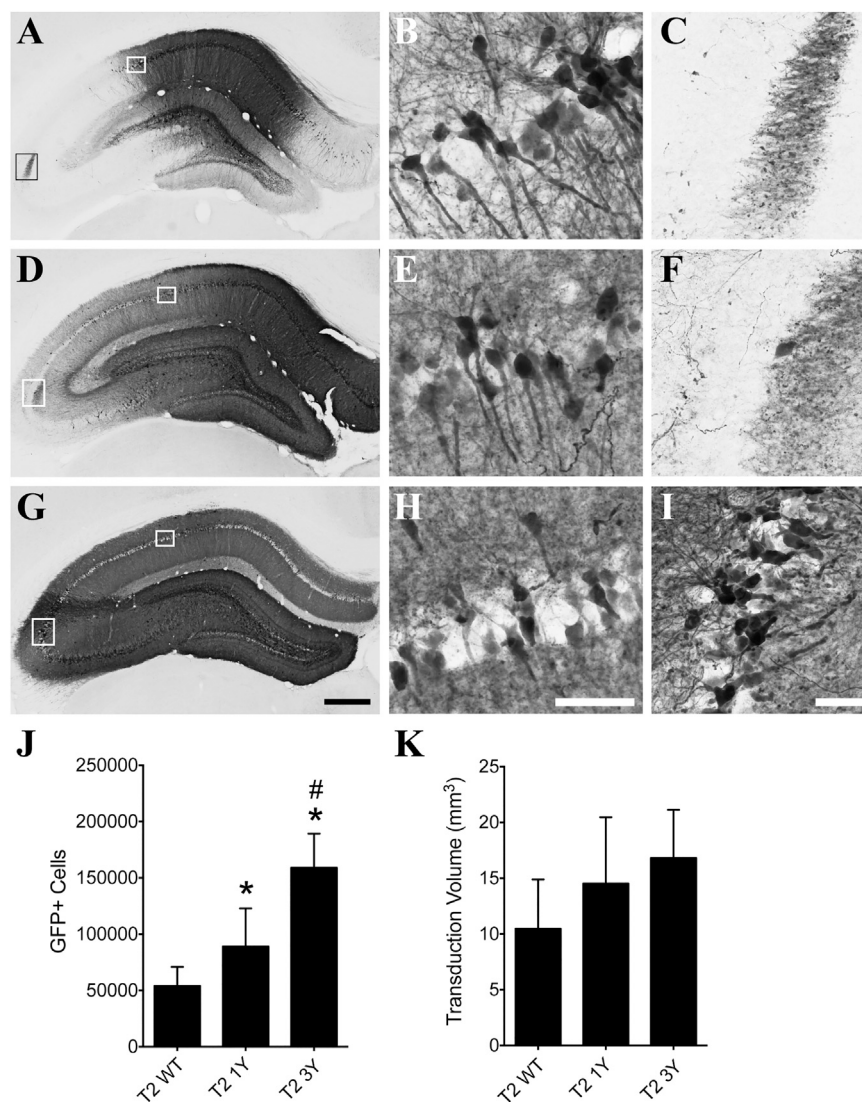 A
B
C
D
E
F
G
H
I
J
K
250000
200000
150000
100000
50000
0
GFP+ Cells
*
#
*
T2 WT
T2 1Y
T2 3Y
25
20
15
10
5
0
Transduction Volume (mm³)
T2 WT
T2 1Y
T2 3Y